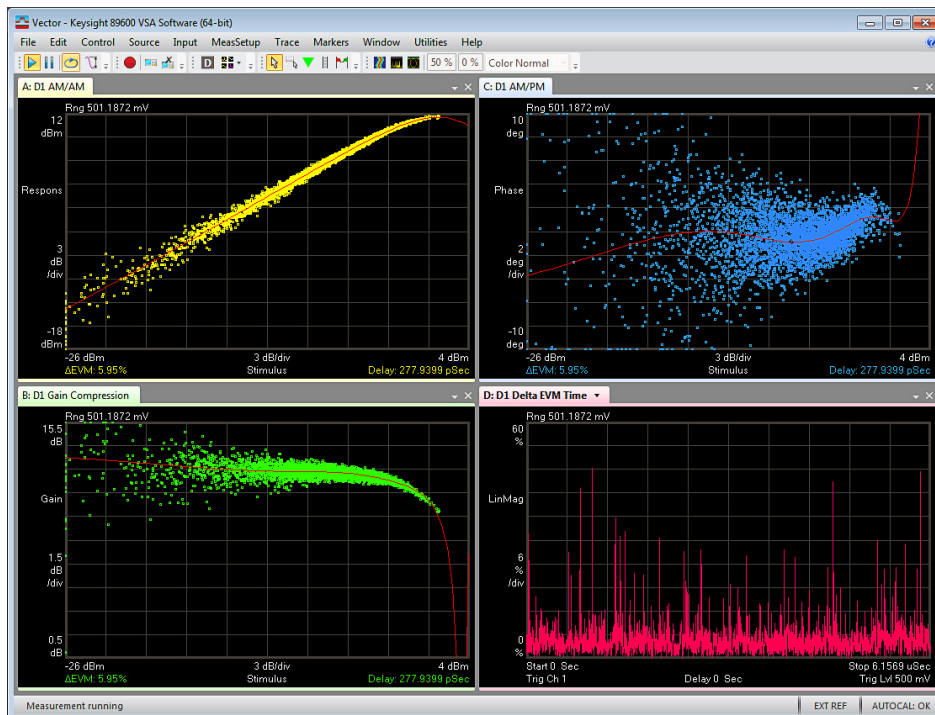 Vector - Keysight 89600 VSA Software (64-bit)
File Edit Control Source Input MeasSetup Trace Markers Window Utilities Help
D 50 % 0 % Color Normal
A: D1 AM/AM
Rng 501.1872 mV
12
dBm
Respons
3
dB
/div
-18
dBm
-26 dBm 3 dB/div 4 dBm
ΔEVM: 5.95% Stimulus Delay: 277.9399 pSec
C: D1 AM/PM
Rng 501.1872 mV
10
deg
Phase
2
deg
/div
-10
deg
-26 dBm 3 dB/div 4 dBm
ΔEVM: 5.95% Stimulus Delay: 277.9399 pSec
B: D1 Gain Compression
Rng 501.1872 mV
15.5
dB
Gain
1.5
dB
/div
0.5
dB
-26 dBm 3 dB/div 4 dBm
ΔEVM: 5.95% Stimulus Delay: 277.9399 pSec
D: D1 Delta EVM Time
Rng 501.1872 mV
60
%
LinMag
6
%
/div
0
%
Start 0 Sec Stop 6.1569 uSec
Trig Ch 1 Delay 0 Sec Trig Lvl 500 mV
Measurement running EXT REF AUTOCAL: OK